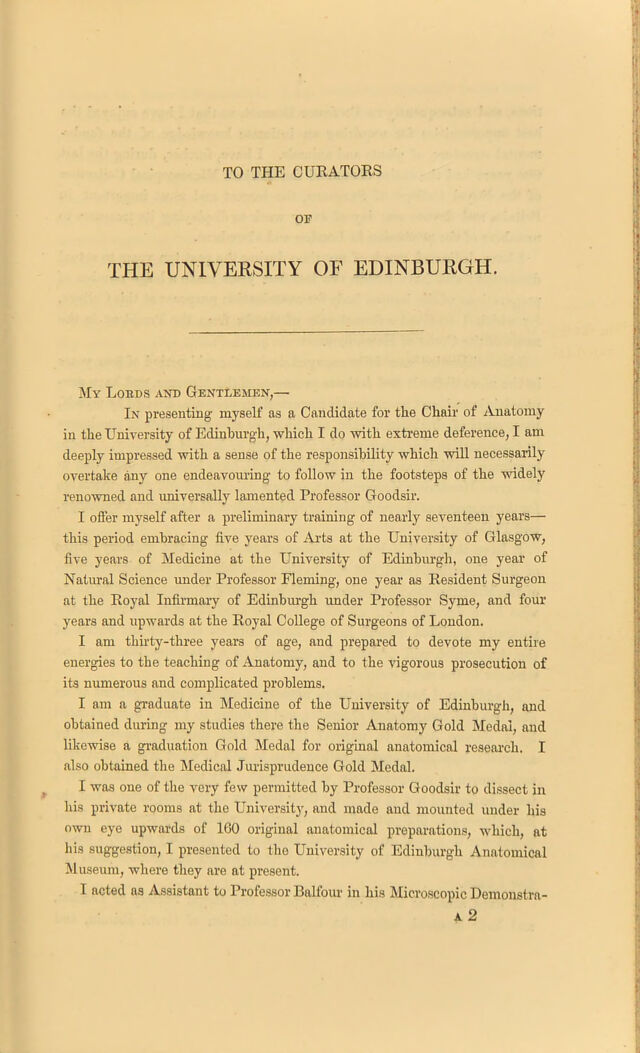 TO THE CURATORS
OF
THE UNIVERSITY OF EDINBURGH.
MY LORDS AND GENTLEMEN,—
IN presenting myself as a Candidate for the Chair of Anatomy
in the University of Edinburgh, which I do with extreme deference, I am
deeply impressed with a sense of the responsibility which will necessarily
overtake any one endeavouring to follow in the footsteps of the widely
renowned and universally lamented Professor Goodsir.
I offer myself after a preliminary training of nearly seventeen years—
this period embracing five years of Arts at the University of Glasgow,
five years of Medicine at the University of Edinburgh, one year of
Natural Science under Professor Fleming, one year as Resident Surgeon
at the Royal Infirmary of Edinburgh under Professor Syme, and four
years and upwards at the Royal College of Surgeons of London.
I am thirty-three years of age, and prepared to devote my entire
energies to the teaching of Anatomy, and to the vigorous prosecution of
its numerous and complicated problems.
I am a graduate in Medicine of the University of Edinburgh, and
obtained during my studies there the Senior Anatomy Gold Medal, and
likewise a graduation Gold Medal for original anatomical research. I
also obtained the Medical Jurisprudence Gold Medal.
I was one of the very few permitted by Professor Goodsir to dissect in
his private rooms at the University, and made and mounted under his
own eye upwards of 160 original anatomical preparations, which, at
his suggestion, I presented to the University of Edinburgh Anatomical
Museum, where they are at present.
I acted as Assistant to Professor Balfour in his Microscopic Demonstra-
A 2